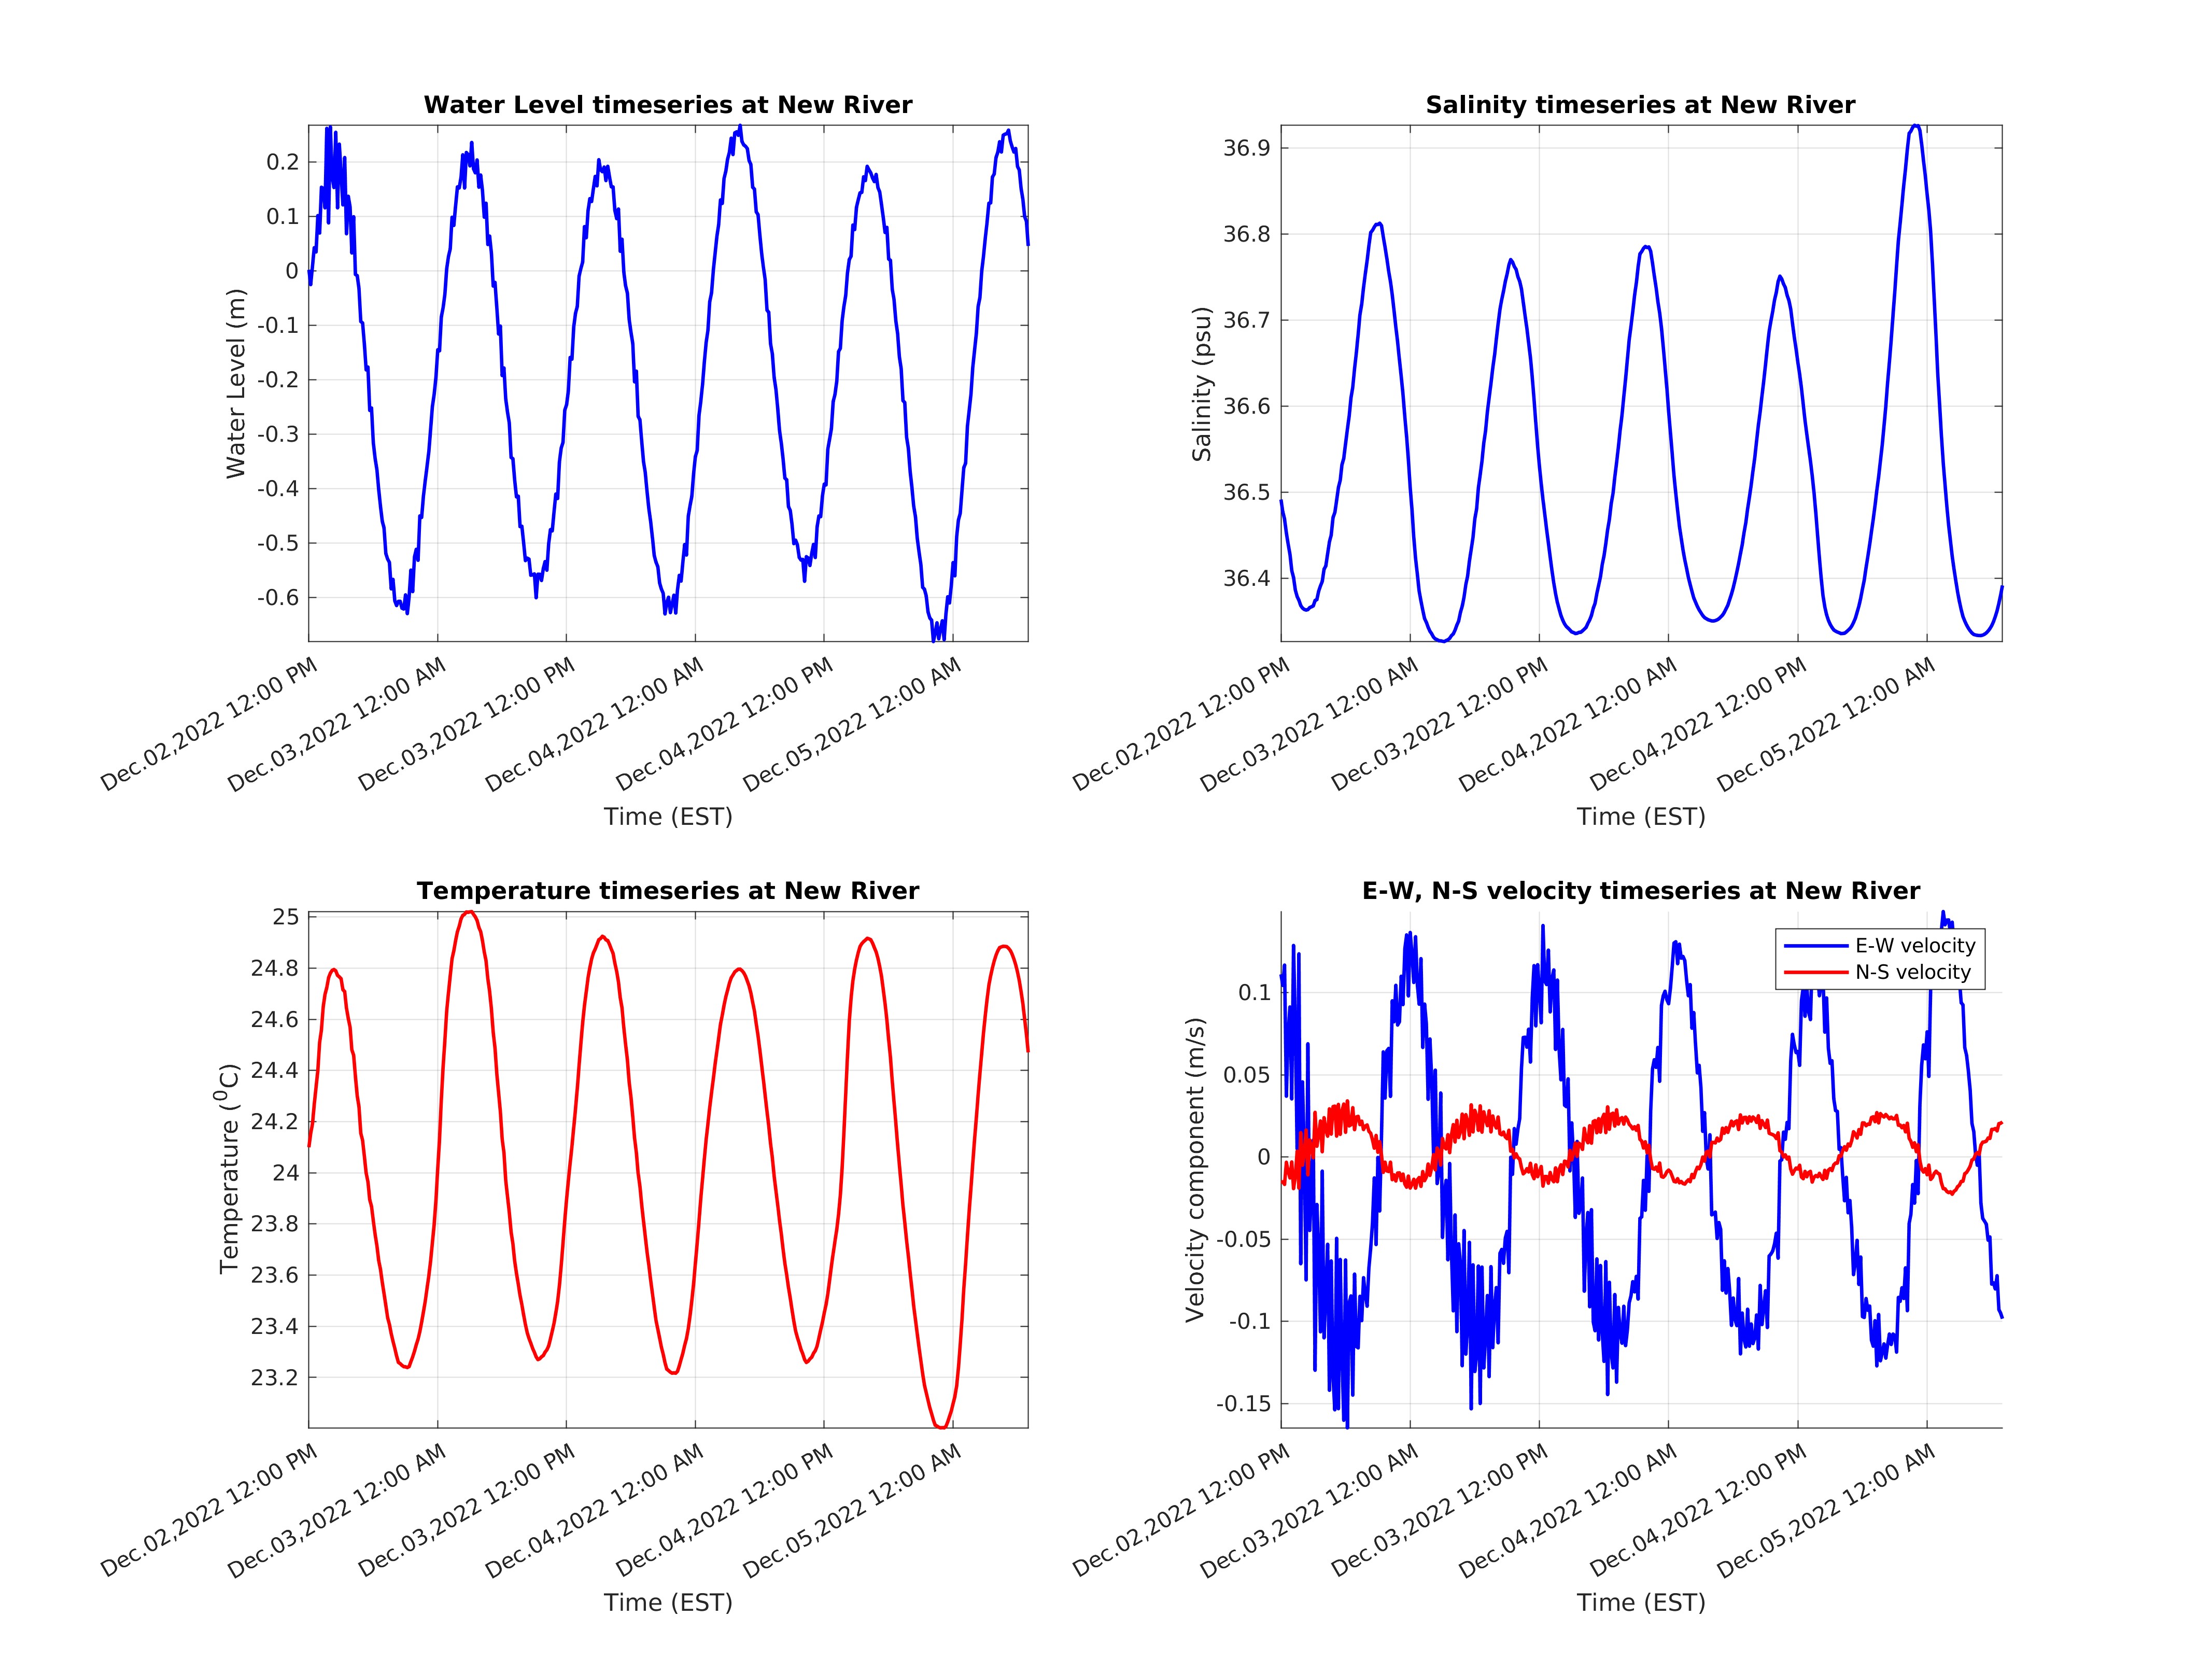 Water Level timeseries at New River
Water Level (m)
0.2
0.1
0
-0.1
-0.2
-0.3
-0.4
-0.5
-0.6
Dec.02,2022 12:00 PM
Dec.03,2022 12:00 AM
Dec.03,2022 12:00 PM
Dec.04,2022 12:00 AM
Dec.04,2022 12:00 PM
Dec.05,2022 12:00 AM
Time (EST)
Salinity timeseries at New River
Salinity (psu)
36.9
36.8
36.7
36.6
36.5
36.4
Dec.02,2022 12:00 PM
Dec.03,2022 12:00 AM
Dec.03,2022 12:00 PM
Dec.04,2022 12:00 AM
Dec.04,2022 12:00 PM
Dec.05,2022 12:00 AM
Time (EST)
Temperature timeseries at New River
Temperature (⁰C)
25
24.8
24.6
24.4
24.2
24
23.8
23.6
23.4
23.2
Dec.02,2022 12:00 PM
Dec.03,2022 12:00 AM
Dec.03,2022 12:00 PM
Dec.04,2022 12:00 AM
Dec.04,2022 12:00 PM
Dec.05,2022 12:00 AM
Time (EST)
E-W, N-S velocity timeseries at New River
Velocity component (m/s)
0.1
0.05
0
-0.05
-0.1
-0.15
E-W velocity
N-S velocity
Dec.02,2022 12:00 PM
Dec.03,2022 12:00 AM
Dec.03,2022 12:00 PM
Dec.04,2022 12:00 AM
Dec.04,2022 12:00 PM
Dec.05,2022 12:00 AM
Time (EST)